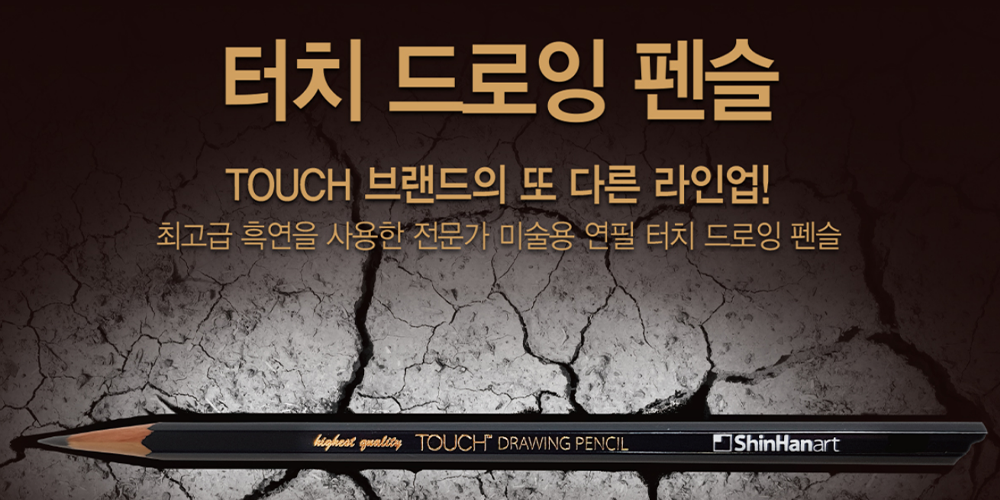 터치 드로잉 펜슬
TOUCH 브랜드의 또 다른 라인업!
최고급 흑연을 사용한 전문가 미술용 연필 터치 드로잉 펜슬
highest quality TOUCH™ DRAWING PENCIL ShinHanart